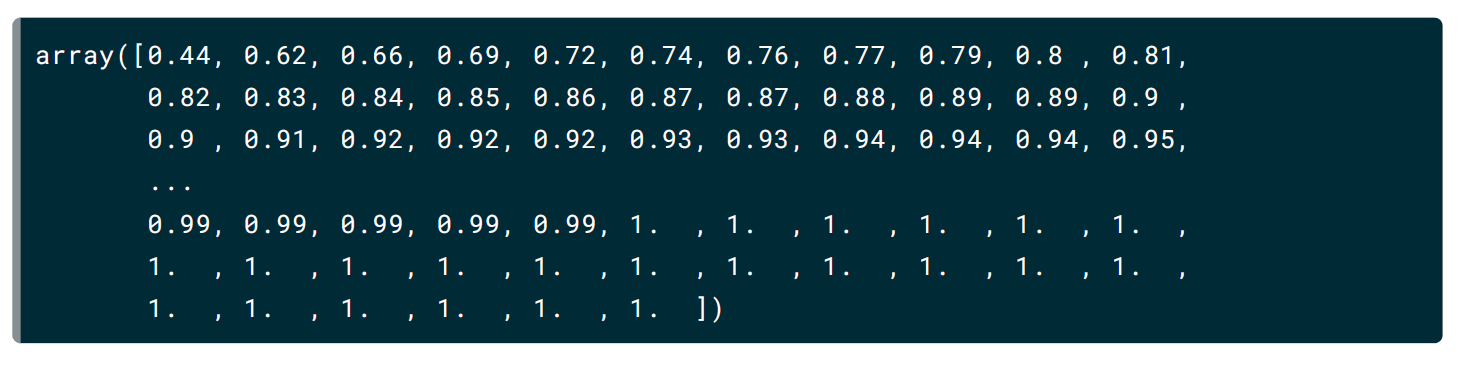 array([0.44, 0.62, 0.66, 0.69, 0.72, 0.74, 0.76, 0.77, 0.79, 0.8 , 0.81,
       0.82, 0.83, 0.84, 0.85, 0.86, 0.87, 0.87, 0.88, 0.89, 0.89, 0.9 ,
       0.9 , 0.91, 0.92, 0.92, 0.92, 0.93, 0.93, 0.94, 0.94, 0.94, 0.95,
       ...
       0.99, 0.99, 0.99, 0.99, 0.99, 1.  , 1.  , 1.  , 1.  , 1.  , 1.  ,
       1.  , 1.  , 1.  , 1.  , 1.  , 1.  , 1.  , 1.  , 1.  , 1.  , 1.  ,
       1.  , 1.  , 1.  , 1.  , 1.  , 1.  ])